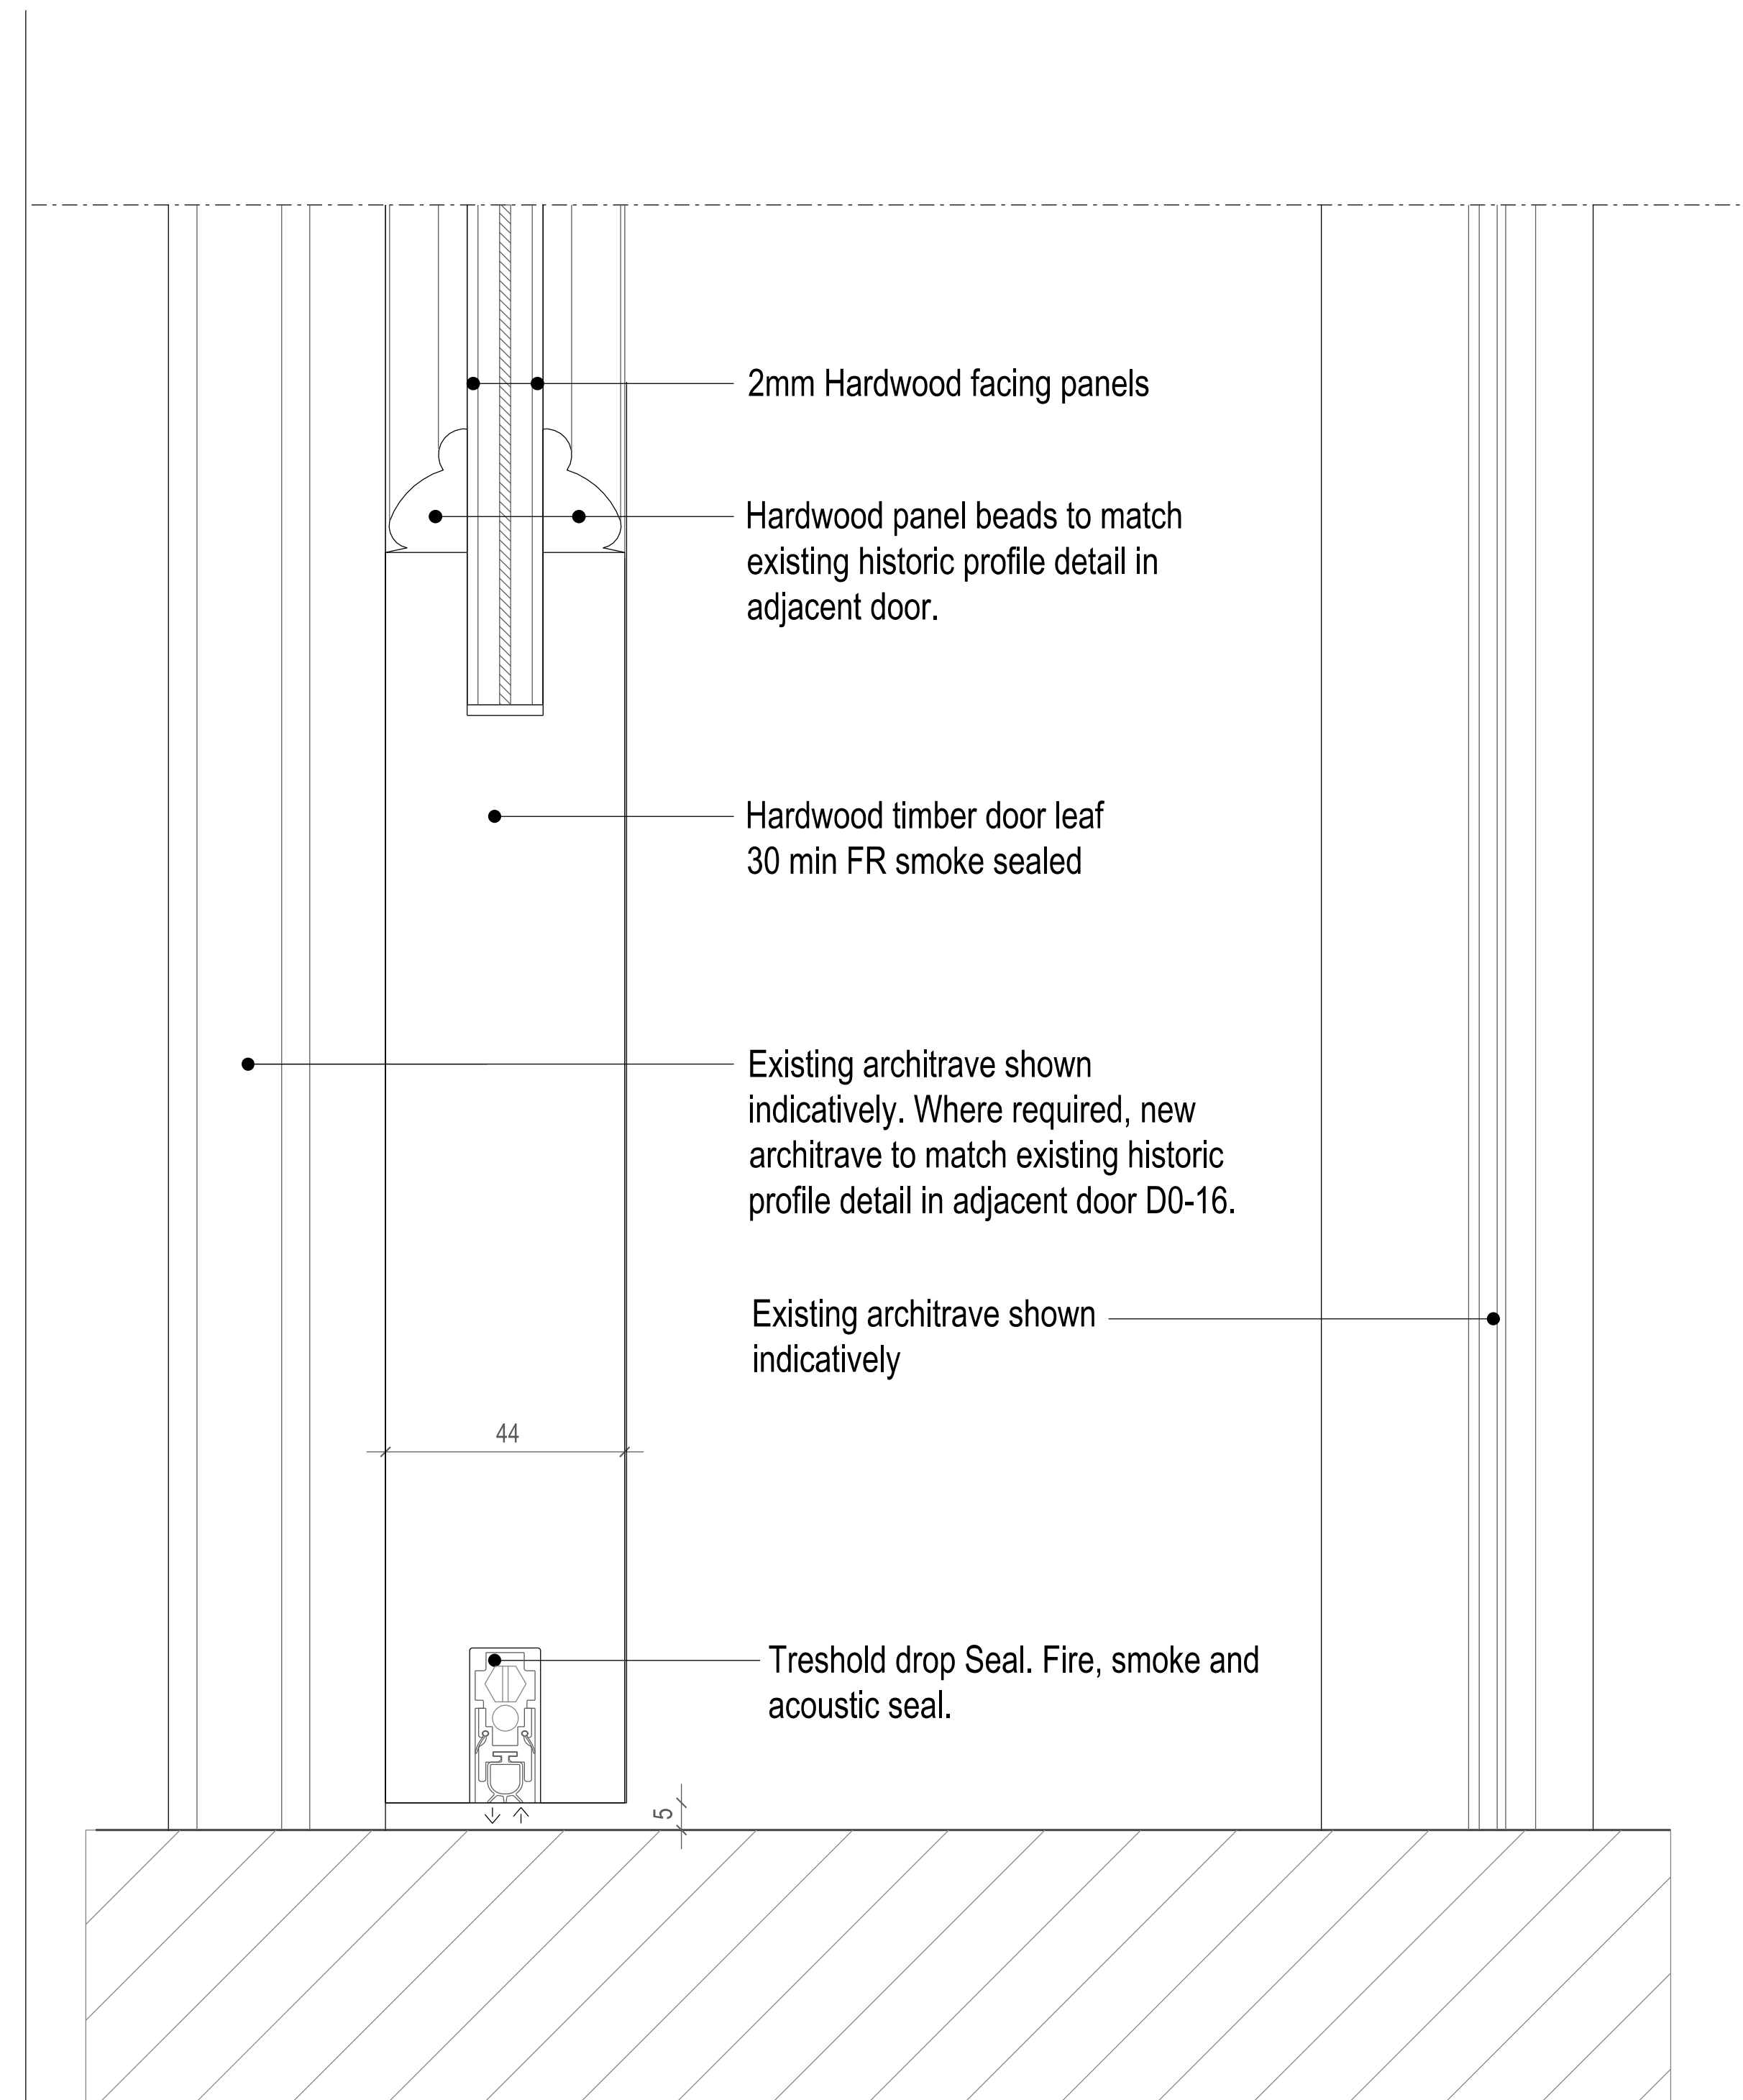 2mm Hardwood facing panels
Hardwood panel beads to match
existing historic profile detail in
adjacent door.
Hardwood timber door leaf
30 min FR smoke sealed
Existing architrave shown
indicatively. Where required, new
architrave to match existing historic
profile detail in adjacent door D0-16.
Existing architrave shown
indicatively
44
Treshold drop Seal. Fire, smoke and
acoustic seal.
5